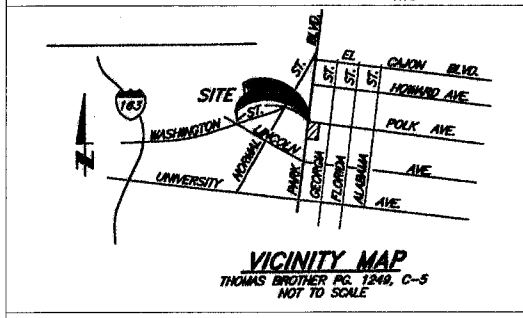 BLVD.
EL CAJON BLVD.
ST.
ST.
ST.
ST.
HOWARD AVE.
163
SITE
ST.
WASHINGTON
POLK AVE.
LINCOLN
AVE.
NORMAL
UNIVERSITY
PARK
GEORGIA
FLORIDA
ALABAMA
AVE.
VICINITY MAP
THOMAS BROTHER PG. 1249, C-5
NOT TO SCALE